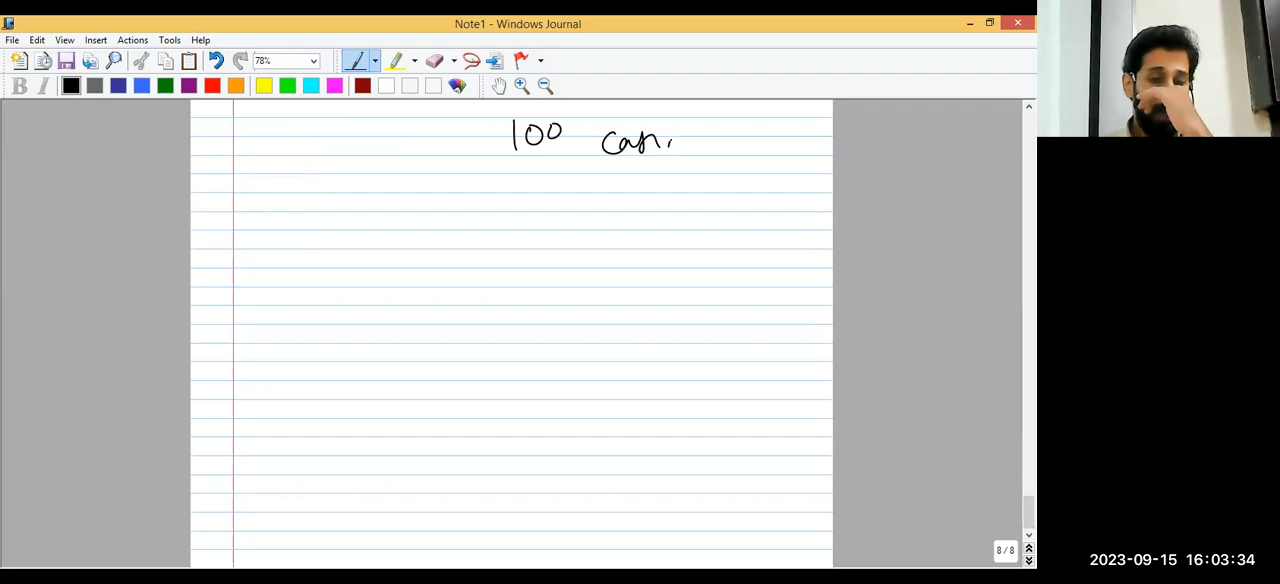 Note1 - Windows Journal
File Edit View Insert Actions Tools Help
78%
B I
100
8 / 8
2023-09-15 16:03:34